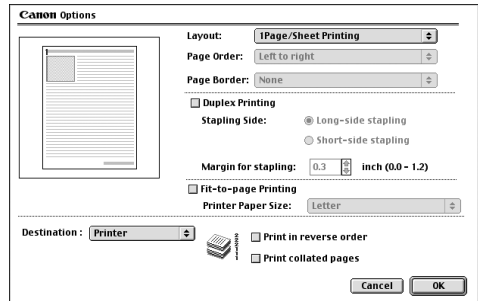 Canon Options
Layout: 1Page/Sheet Printing
Page Order: Left to right
Page Border: None
Duplex Printing
Stapling Side: Long-side stapling
Short-side stapling
Margin for stapling: 0.3 inch (0.0 - 1.2)
Fit-to-page Printing
Printer Paper Size: Letter
Destination : Printer
Print in reverse order
Print collated pages
Cancel OK
1